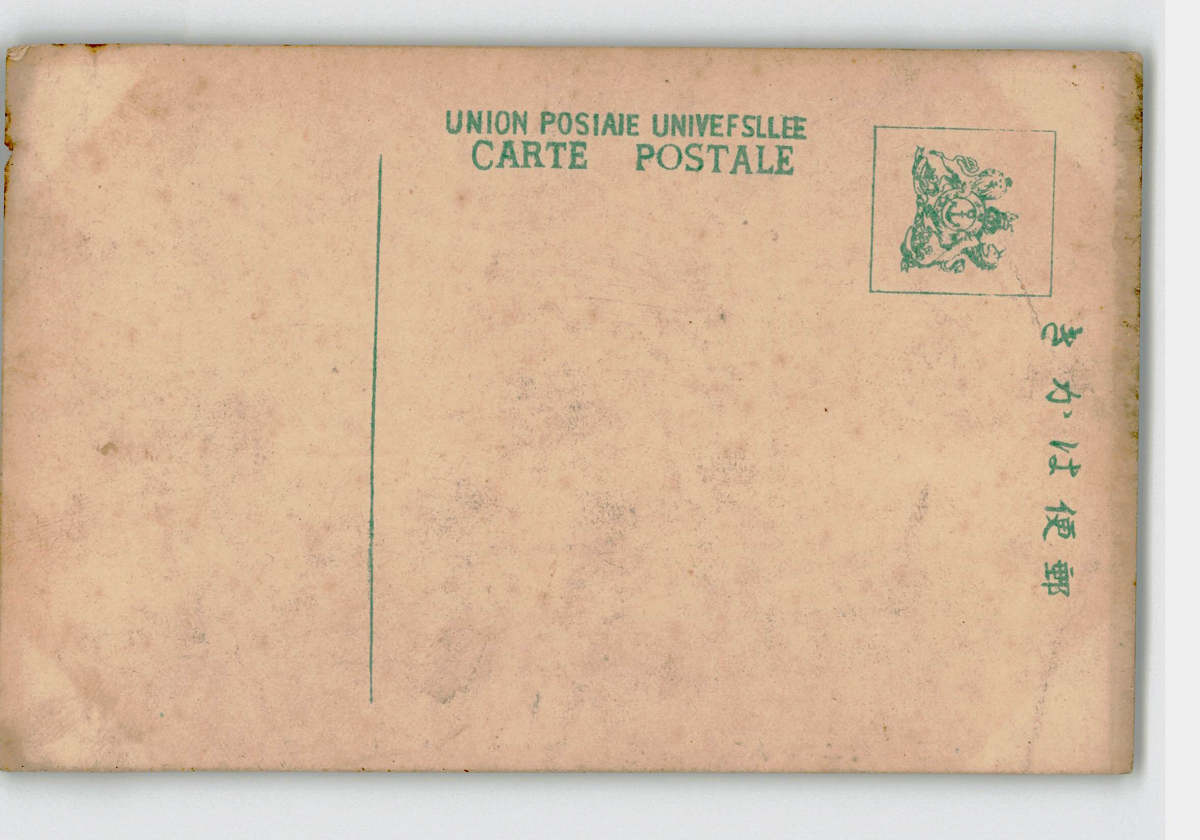 UNION POSIAIE UNIVEFSLLEE
CARTE POSTALE
郵便はかき